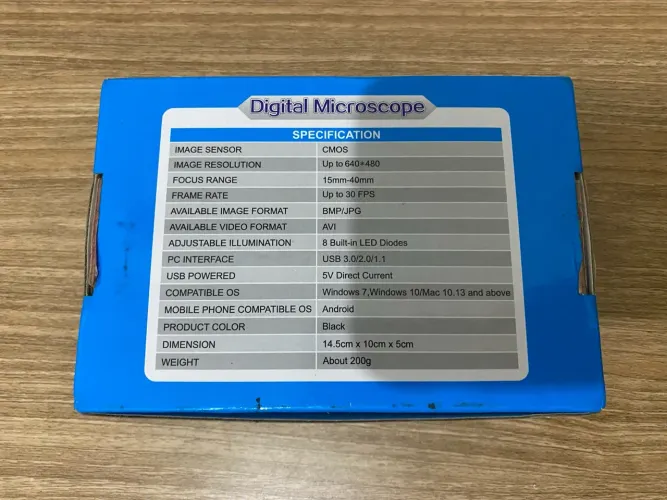 Digital Microscope
SPECIFICATION
IMAGE SENSOR CMOS
IMAGE RESOLUTION Up to 640*480
FOCUS RANGE 15mm-40mm
FRAME RATE Up to 30 FPS
AVAILABLE IMAGE FORMAT BMP/JPG
AVAILABLE VIDEO FORMAT AVI
ADJUSTABLE ILLUMINATION 8 Built-in LED Diodes
PC INTERFACE USB 3.0/2.0/1.1
USB POWERED 5V Direct Current
COMPATIBLE OS Windows 7,Windows 10/Mac 10.13 and above
MOBILE PHONE COMPATIBLE OS Android
PRODUCT COLOR Black
DIMENSION 14.5cm x 10cm x 5cm
WEIGHT About 200g